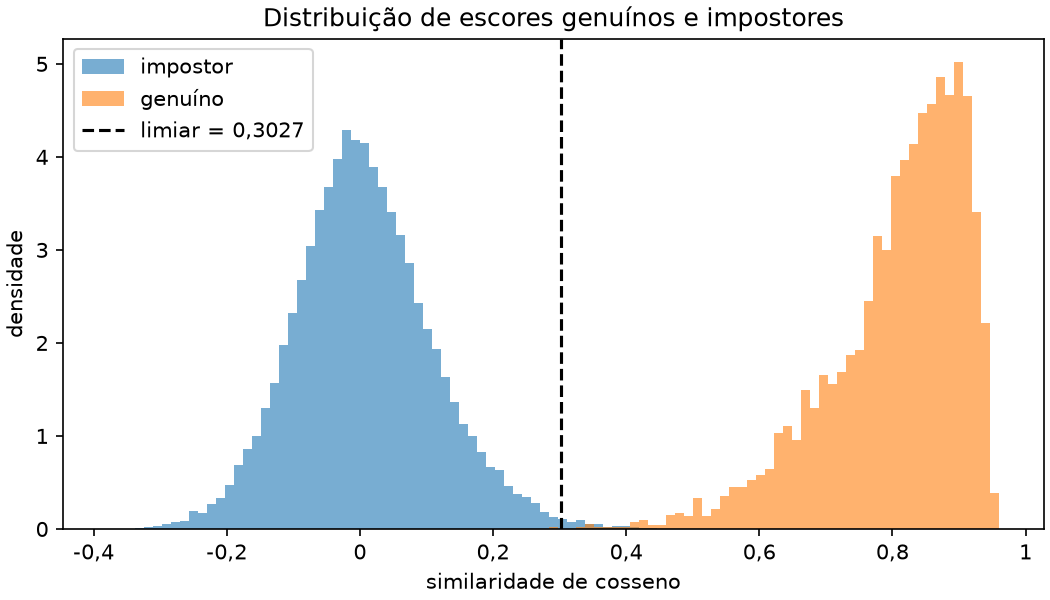 Distribuição de escores genuínos e impostores
impostor
genuíno
limiar = 0,3027
densidade
5
4
3
2
1
0
-0,4
-0,2
0
0,2
0,4
0,6
0,8
1
similaridade de cosseno